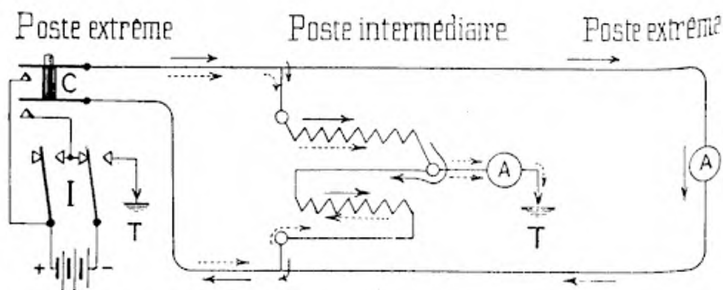 Poste extrême Poste intermédiaire Poste extrême
C
A A
I
T T
+ -